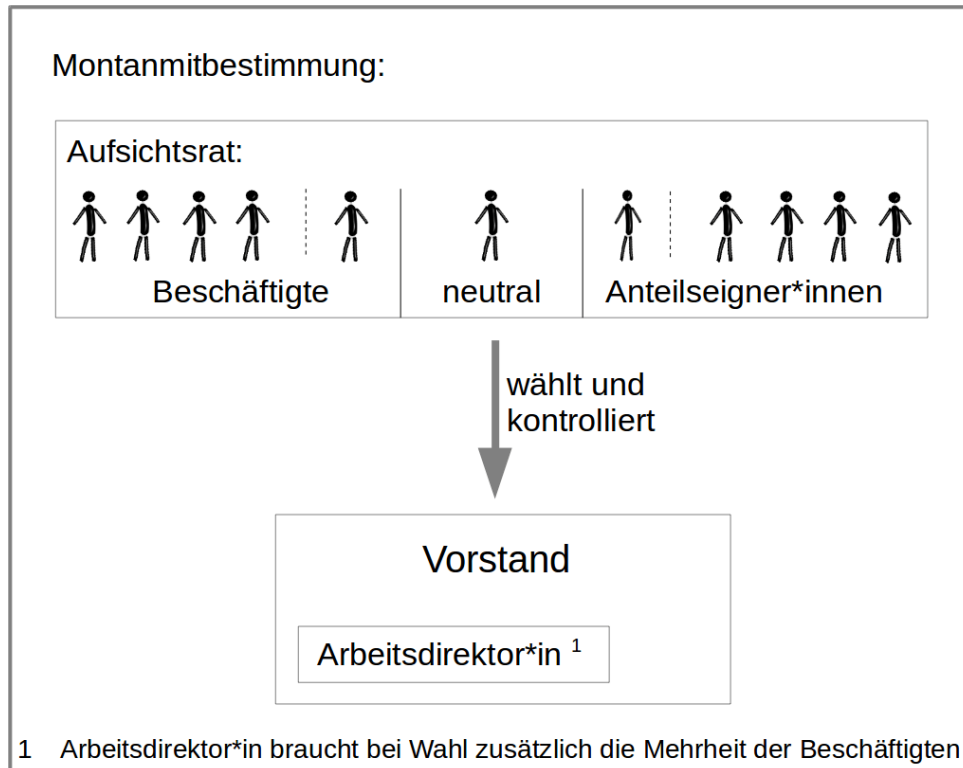 Montanmitbestimmung:
Aufsichtsrat:
Beschäftigte
neutral
Anteilseigner*innen
wählt und
kontrolliert
Vorstand
Arbeitsdirektor*in 1
1 Arbeitsdirektor*in braucht bei Wahl zusätzlich die Mehrheit der Beschäftigten